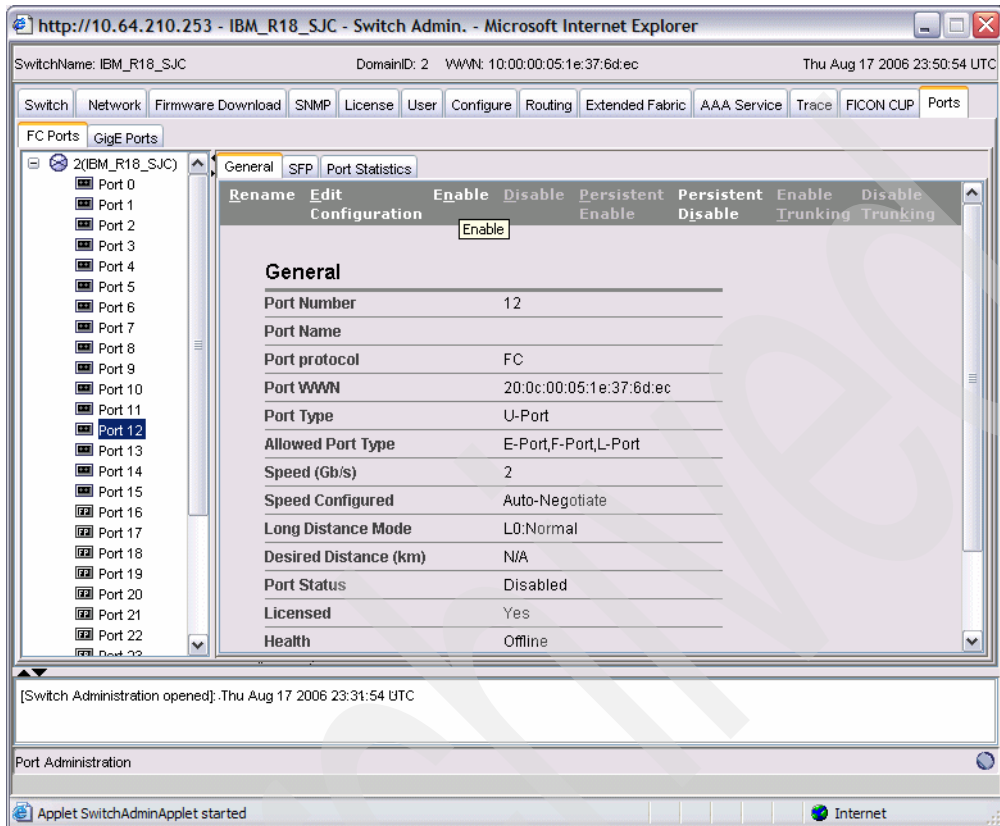 http://10.64.210.253 - IBM_R18_SJC - Switch Admin. - Microsoft Internet Explorer
SwitchName: IBM_R18_SJC DomainID: 2 WWN: 10:00:00:05:1e:37:6d:ec Thu Aug 17 2006 23:50:54 UTC
Switch Network Firmware Download SNMP License User Configure Routing Extended Fabric AAA Service Trace FICON CUP Ports
FC Ports GigE Ports
2(IBM_R18_SJC)
Port 0
Port 1
Port 2
Port 3
Port 4
Port 5
Port 6
Port 7
Port 8
Port 9
Port 10
Port 11
Port 12
Port 13
Port 14
Port 15
Port 16
Port 17
Port 18
Port 19
Port 20
Port 21
Port 22
Port 23
General SFP Port Statistics
Rename Edit Configuration Enable Disable Persistent Enable Persistent Disable Enable Trunking Disable Trunking
Enable
General
Port Number 12
Port Name
Port protocol FC
Port WWN 20:0c:00:05:1e:37:6d:ec
Port Type U-Port
Allowed Port Type E-Port,F-Port,L-Port
Speed (Gb/s) 2
Speed Configured Auto-Negotiate
Long Distance Mode L0:Normal
Desired Distance (km) N/A
Port Status Disabled
Licensed Yes
Health Offline
[Switch Administration opened]: Thu Aug 17 2006 23:31:54 UTC
Port Administration
Applet SwitchAdminApplet started Internet